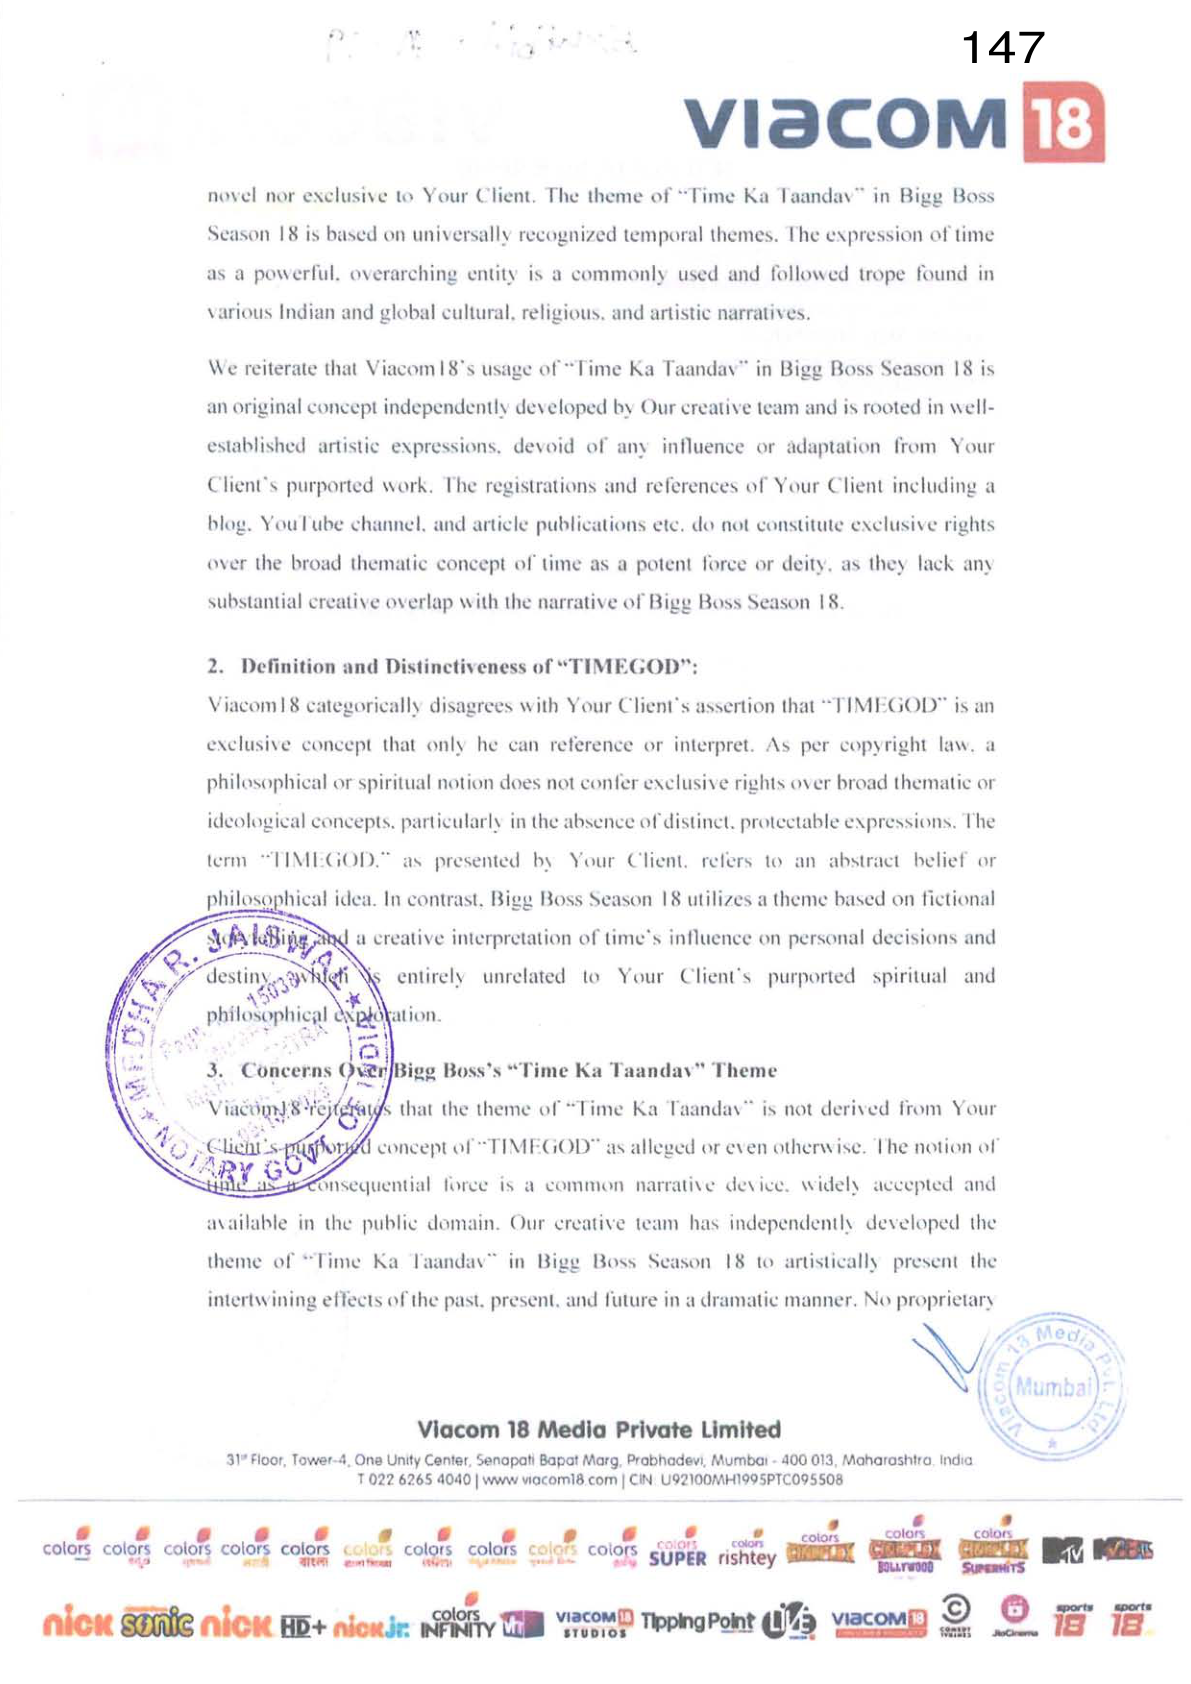 147
VIACOM 18
novel nor exclusive to Your Client. The theme of “Time Ka Taandav” in Bigg Boss
Season 18 is based on universally recognized temporal themes. The expression of time
as a powerful, overarching entity is a commonly used and followed trope found in
various Indian and global cultural, religious, and artistic narratives.
We reiterate that Viacom18's usage of “Time Ka Taandav” in Bigg Boss Season 18 is
an original concept independently developed by Our creative team and is rooted in well-
established artistic expressions, devoid of any influence or adaptation from Your
Client's purported work. The registrations and references of Your Client including a
blog, YouTube channel, and article publications etc. do not constitute exclusive rights
over the broad thematic concept of time as a potent force or deity, as they lack any
substantial creative overlap with the narrative of Bigg Boss Season 18.
2. Definition and Distinctiveness of “TIMEGOD”:
Viacom18 categorically disagrees with Your Client's assertion that “TIMEGOD” is an
exclusive concept that only he can reference or interpret. As per copyright law, a
philosophical or spiritual notion does not confer exclusive rights over broad thematic or
ideological concepts, particularly in the absence of distinct, protectable expressions. The
term “TIMEGOD,” as presented by Your Client, refers to an abstract belief or
philosophical idea. In contrast, Bigg Boss Season 18 utilizes a theme based on fictional
storytelling and a creative interpretation of time's influence on personal decisions and
destiny, which is entirely unrelated to Your Client's purported spiritual and
philosophical exploration.
3. Concerns Over Bigg Boss's “Time Ka Taandav” Theme
Viacom18 reiterates that the theme of “Time Ka Taandav” is not derived from Your
Client's purported concept of “TIMEGOD” as alleged or even otherwise. The notion of
time as a consequential force is a common narrative device, widely accepted and
available in the public domain. Our creative team has independently developed the
theme of “Time Ka Taandav” in Bigg Boss Season 18 to artistically present the
intertwining effects of the past, present, and future in a dramatic manner. No proprietary
MEDHA R. JAISWAL
NOTARY GOVT. OF INDIA
15038
Viacom 18 Media Pvt. Ltd.
Mumbai
Viacom 18 Media Private Limited
31st Floor, Tower-4, One Unity Center, Senapati Bapat Marg, Prabhadevi, Mumbai - 400 013, Maharashtra, India
T 022 6265 4040 | www.viacom18.com | CIN: U92100MH1995PTC095508
colors colors colors colors colors colors colors colors colors colors colors SUPER colors rishtey colors CINEPLEX colors CINEPLEX BOLLYWOOD colors CINEPLEX SUPERHITS MTV
nick sonic nick HD+ nick Jr. colors INFINITY VH1 VIACOM18 STUDIOS Tipping Point LIVE VIACOM18 COMEDY CENTRAL JioCinema sports 18 sports 18